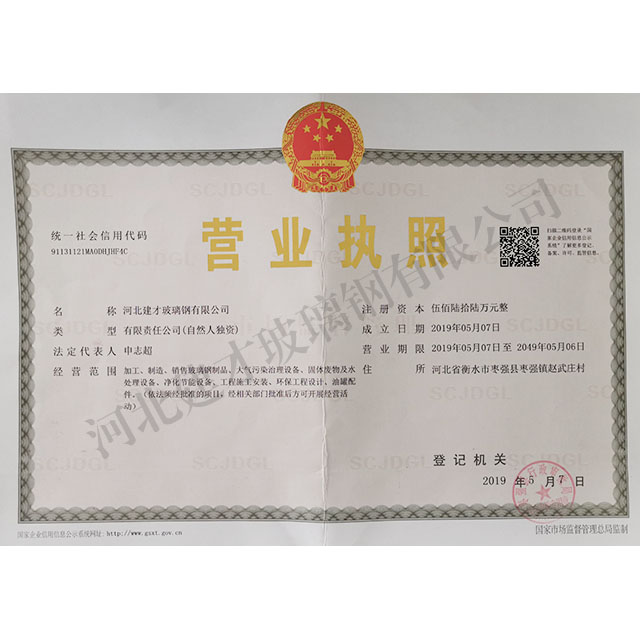 统一社会信用代码
91131121MA0DHJHF4C
营业执照
扫描二维码登录“国
家企业信用信息公示
系统”了解更多登记、
备案、许可、监管信息。
名称 河北建才玻璃钢有限公司
类型 有限责任公司(自然人独资)
法定代表人 申志超
经营范围 加工、制造、销售玻璃钢制品、大气污染治理设备、固体废物及水
处理设备、净化节能设备、工程施工安装、环保工程设计、油罐配
件。(依法须经批准的项目，经相关部门批准后方可开展经营活
动)
注册资本 伍佰陆拾陆万元整
成立日期 2019年05月07日
营业期限 2019年05月07日至 2049年05月06日
住所 河北省衡水市枣强县枣强镇赵武庄村
登记机关
2019 年 5 月 7 日
国家企业信用信息公示系统网址: http://www.gsxt.gov.cn
国家市场监督管理总局监制
河北建才玻璃钢有限公司
SCJDGL